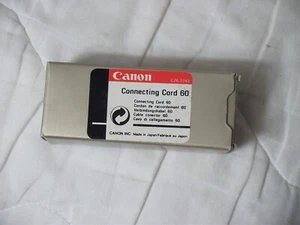 Canon
Connecting Cord 60
Connecting Cord 60
Cordon de raccordement 60
Verbindungskabel 60
Cable conector 60
Cavo di collegamento 60
CANON INC. Made in Japan/Fabriqué au Japon